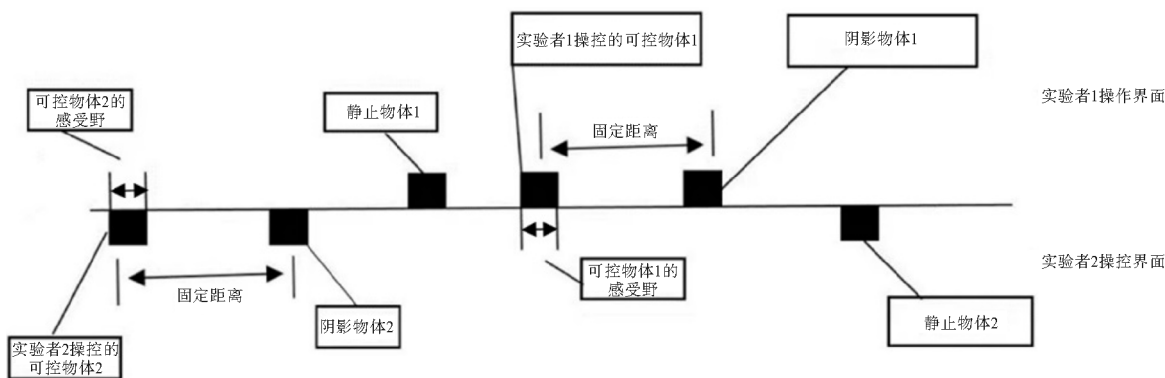 实验者1操控的可控物体1
阴影物体1
可控物体2的
感受野
静止物体1
实验者1操作界面
固定距离
固定距离
可控物体1的
感受野
实验者2操控界面
阴影物体2
静止物体2
实验者2操控的
可控物体2